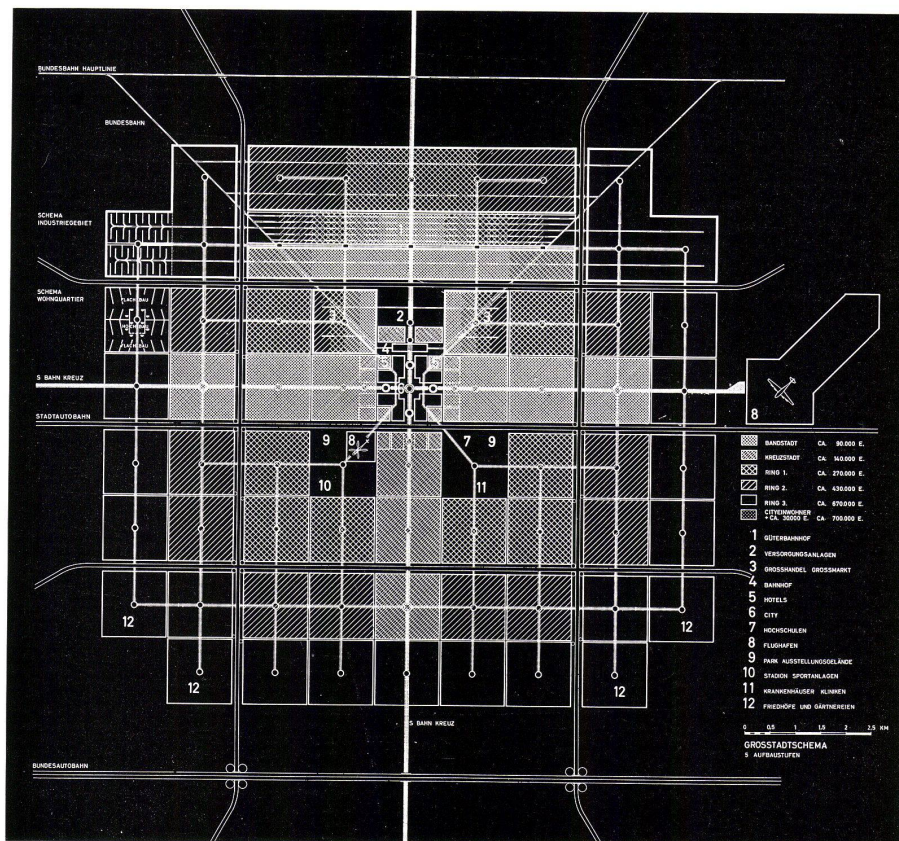 BUNDESBAHN HAUPTLINIE
BUNDESBAHN
SCHEMA
INDUSTRIEGEBIET
1
SCHEMA
WOHNQUARTIER
FLACHBAU
HOCHBAU
FLACHBAU
3
2
3
4
5
5
6
S BAHN KREUZ
8
STADTAUTOBAHN
9
8
7
9
10
11
12
12
12
12
S BAHN KREUZ
BUNDESAUTOBAHN
BANDSTADT CA. 90.000 E.
KREUZSTADT CA. 140.000 E.
RING 1. CA. 270.000 E.
RING 2. CA. 430.000 E.
RING 3. CA. 670.000 E.
CITYEINWOHNER
+ CA. 30000 E. CA. 700.000 E.
1 GÜTERBAHNHOF
2 VERSORGUNGSANLAGEN
3 GROSSHANDEL GROSSMARKT
4 BAHNHOF
5 HOTELS
6 CITY
7 HOCHSCHULEN
8 FLUGHAFEN
9 PARK AUSSTELLUNGSGELÄNDE
10 STADION SPORTANLAGEN
11 KRANKENHÄUSER KLINIKEN
12 FRIEDHÖFE UND GÄRTNEREIEN
0 0,5 1 1,5 2 2,5 KM
GROSSTADTSCHEMA
5 AUFBAUSTUFEN